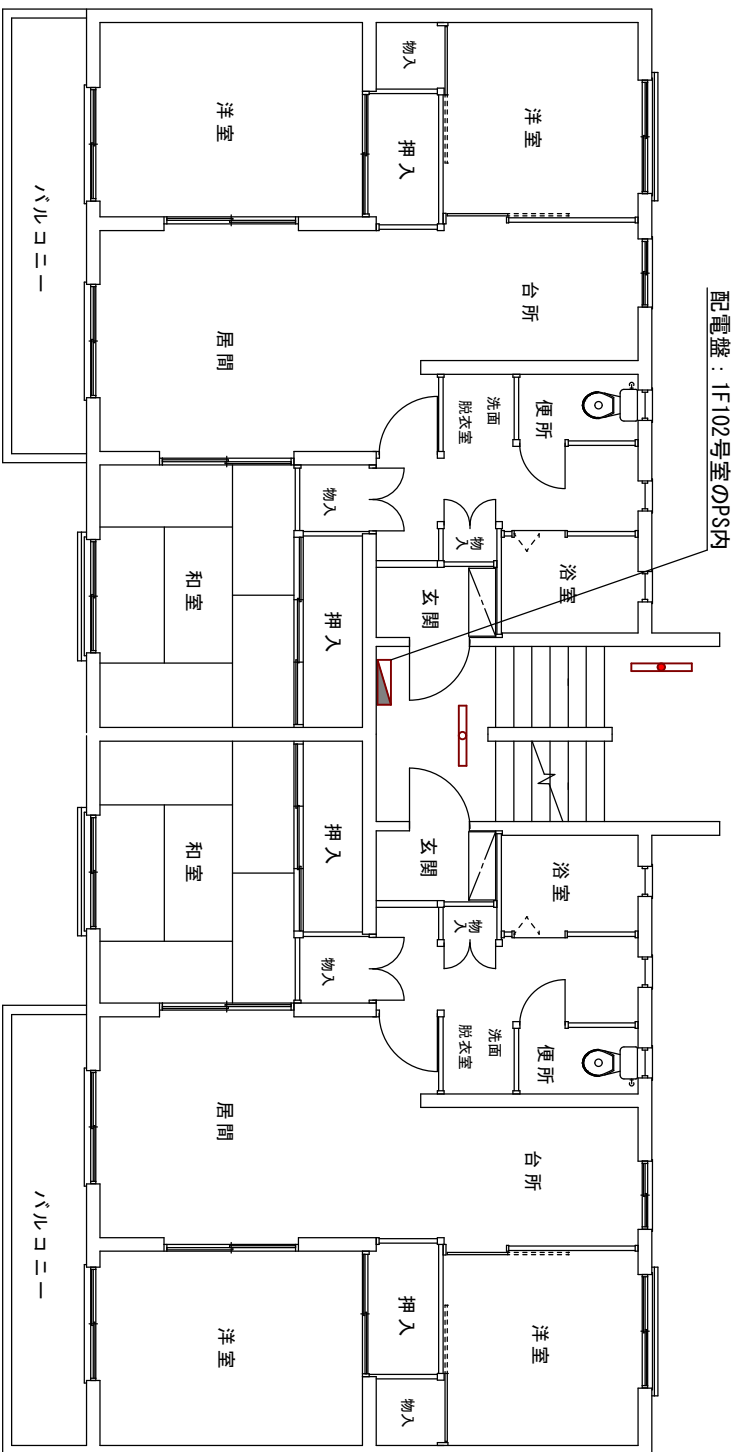 配電盤：1F102号室のPS内
洋室
物入
押入
洋室
バルコニー
台所
居間
便所
洗面
脱衣室
物入
物入
浴室
玄関
押入
和室
和室
押入
玄関
浴室
物入
物入
洗面
脱衣室
便所
居間
台所
バルコニー
洋室
押入
物入
洋室